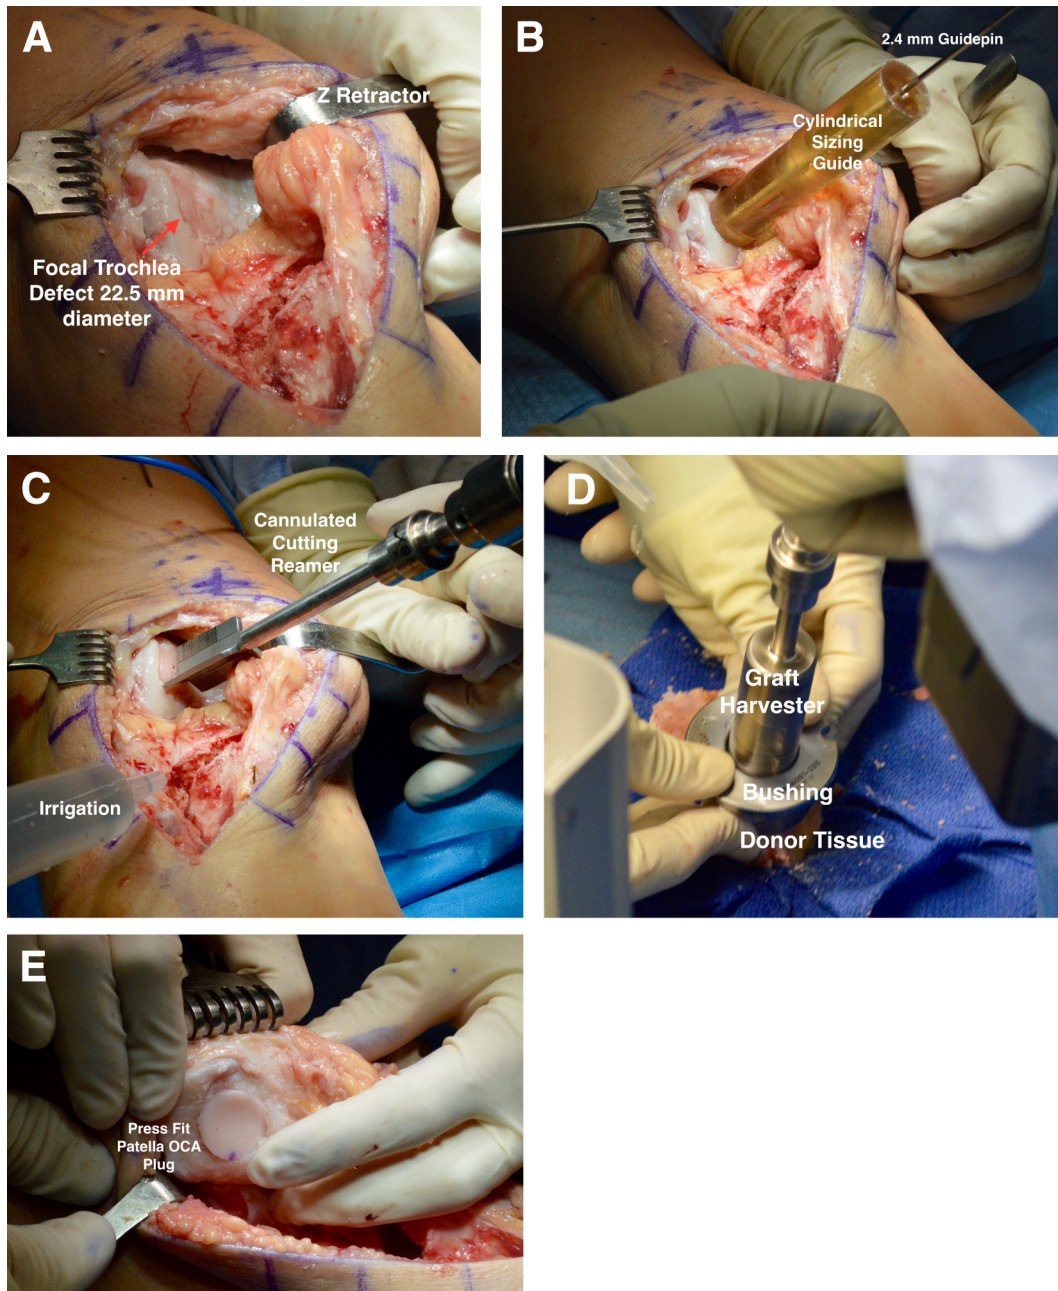 A
Z Retractor
Focal Trochlea
Defect 22.5 mm
diameter
B
2.4 mm Guidepin
Cylindrical
Sizing
Guide
C
Cannulated
Cutting
Reamer
Irrigation
D
Graft
Harvester
Bushing
Donor Tissue
E
Press Fit
Patella OCA
Plug